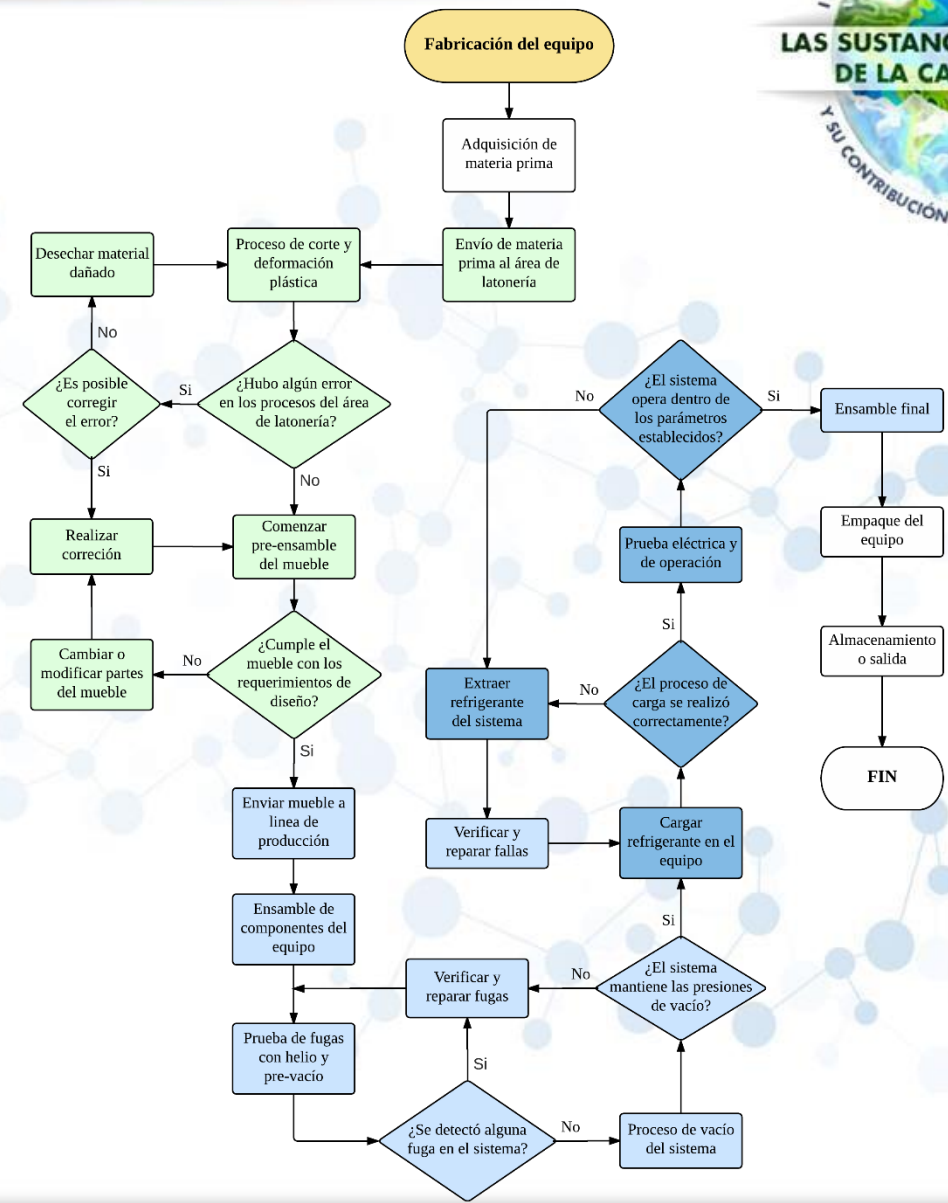 Fabricación del equipo
LAS
DE LA
Y SU CONTRIBUCIÓN
Adquisición de
materia prima
Envío de materia
prima al área de
latonería
Proceso de corte y
deformación
plástica
Desechar material
dañado
No
¿Es posible
corregir
el error?
Si
¿Hubo algún error
en los procesos del área
de latonería?
Si
No
Realizar
correción
Comenzar
pre-ensamble
del mueble
Cambiar o
modificar partes
del mueble
No
¿Cumple el
mueble con los
requerimientos de
diseño?
Si
Enviar mueble a
linea de
producción
Ensamble de
componentes del
equipo
Prueba de fugas
con helio y
pre-vacío
¿Se detectó alguna
fuga en el sistema?
Si
Verificar y
reparar fugas
No
Proceso de vacío
del sistema
¿El sistema
mantiene las presiones
de vacío?
No
Si
Cargar
refrigerante en el
equipo
Verificar y
reparar fallas
Extraer
refrigerante
del sistema
No
¿El proceso de
carga se realizó
correctamente?
Si
Prueba eléctrica y
de operación
¿El sistema
opera dentro de
los parámetros
establecidos?
No
Si
Ensamble final
Empaque del
equipo
Almacenamiento
o salida
FIN